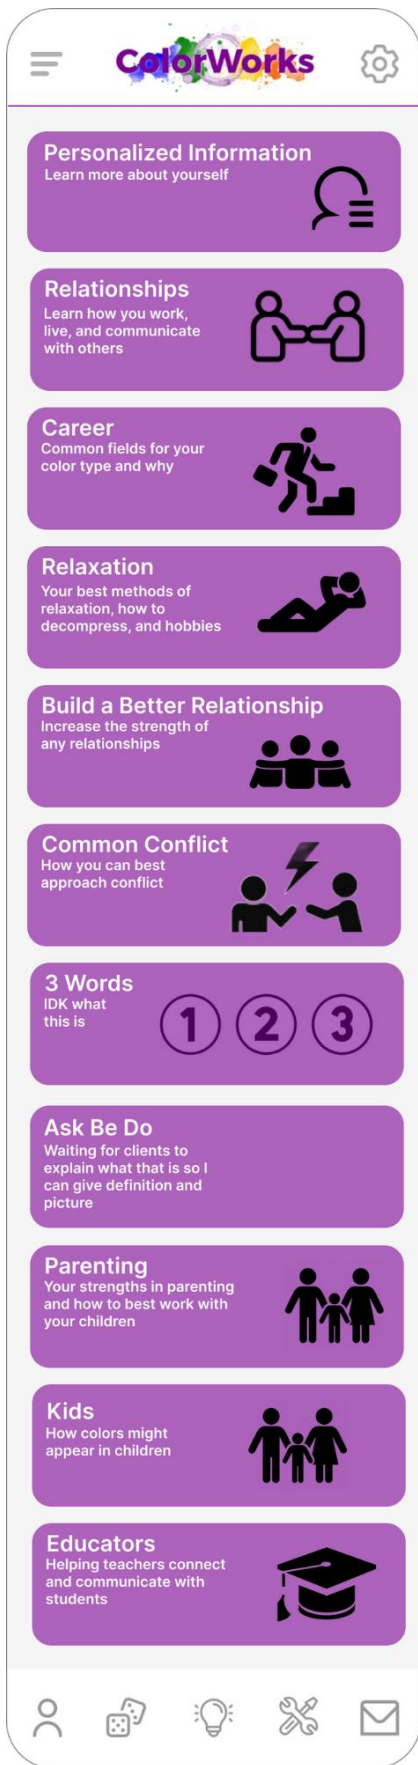 ColorWorks
Personalized Information
Learn more about yourself
Relationships
Learn how you work,
live, and communicate
with others
Career
Common fields for your
color type and why
Relaxation
Your best methods of
relaxation, how to
decompress, and hobbies
Build a Better Relationship
Increase the strength of
any relationships
Common Conflict
How you can best
approach conflict
3 Words
IDK what
this is
1 2 3
Ask Be Do
Waiting for clients to
explain what that is so I
can give definition and
picture
Parenting
Your strengths in parenting
and how to best work with
your children
Kids
How colors might
appear in children
Educators
Helping teachers connect
and communicate with
students